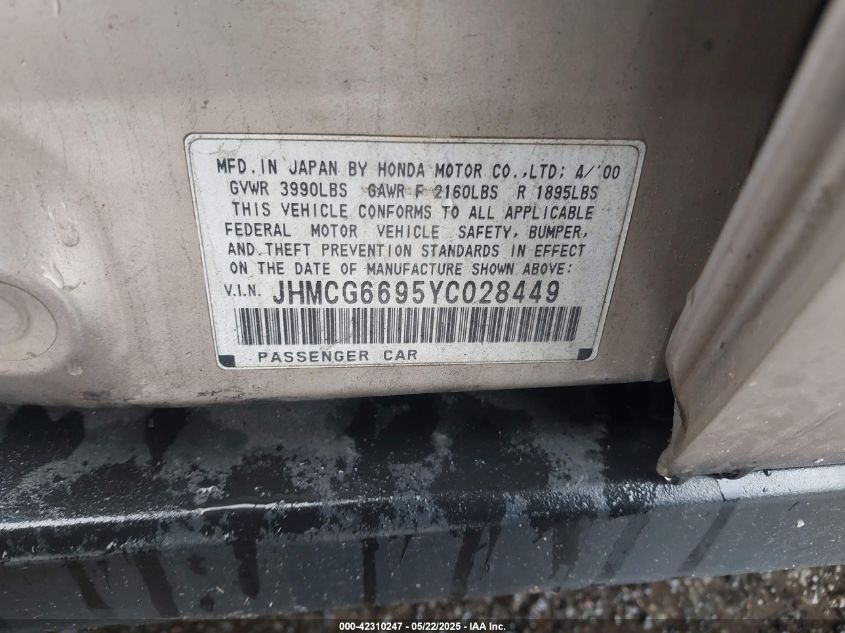 MFD. IN JAPAN BY HONDA MOTOR CO.,LTD; 4/'00
GVWR 3990LBS GAWR F 2160LBS R 1895LBS
THIS VEHICLE CONFORMS TO ALL APPLICABLE
FEDERAL MOTOR VEHICLE SAFETY, BUMPER,
AND THEFT PREVENTION STANDARDS IN EFFECT
ON THE DATE OF MANUFACTURE SHOWN ABOVE:
V.I.N. JHMCG6695YC028449
PASSENGER CAR
000-42310247 - 05/22/2025 - IAA Inc.